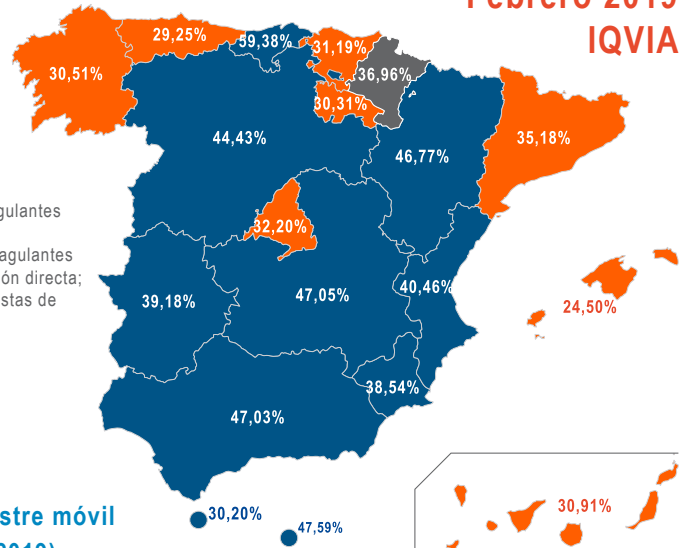 Febrero 2019
IQVIA
29,25%
59,38%
31,19%
30,51%
36,96%
30,31%
44,43%
46,77%
35,18%
gulantes
32,20%
agulantes
ón directa;
stas de
39,18%
47,05%
40,46%
24,50%
38,54%
47,03%
30,20%
47,59%
30,91%
stre móvil